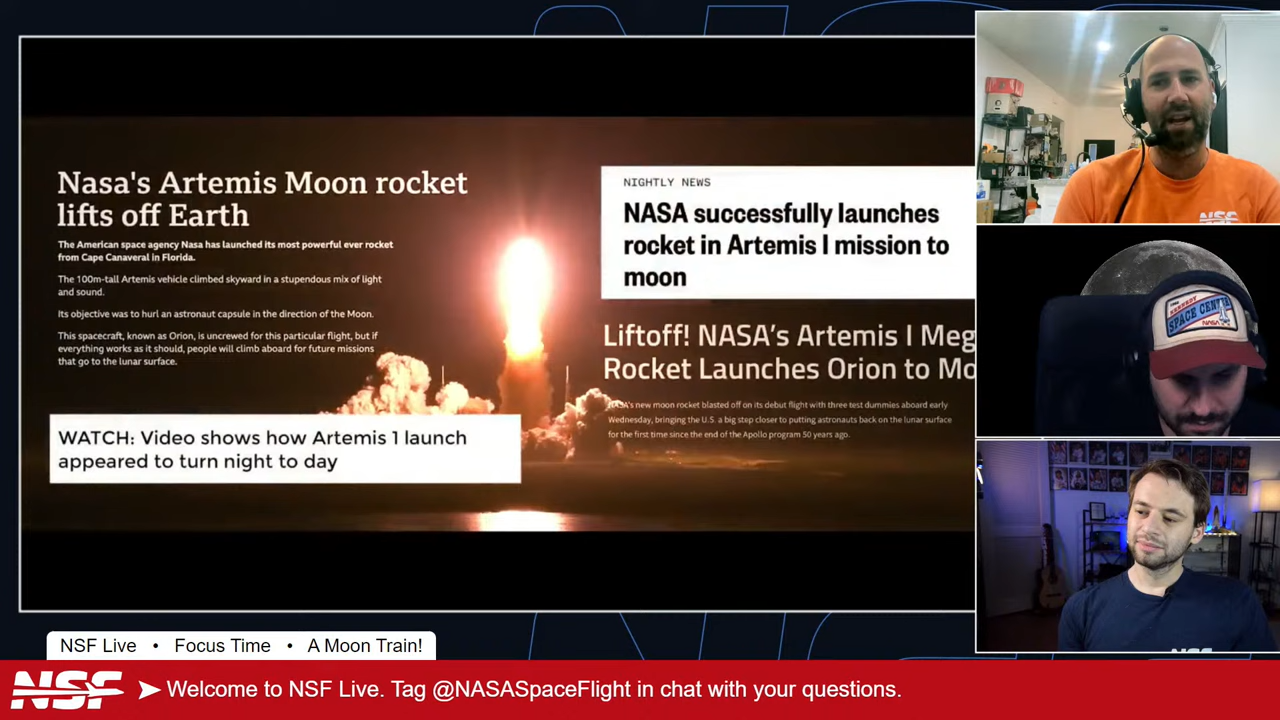 Nasa's Artemis Moon rocket
lifts off Earth
The American space agency Nasa has launched its most powerful ever rocket
from Cape Canaveral in Florida.
The 100m-tall Artemis vehicle climbed skyward in a stupendous mix of light
and sound.
Its objective was to hurl an astronaut capsule in the direction of the Moon.
This spacecraft, known as Orion, is uncrewed for this particular flight, but if
everything works as it should, people will climb aboard for future missions
that go to the lunar surface.
WATCH: Video shows how Artemis 1 launch
appeared to turn night to day
NIGHTLY NEWS
NASA successfully launches
rocket in Artemis I mission to
moon
Liftoff! NASA's Artemis I Meg
Rocket Launches Orion to Mo
NASA's new moon rocket blasted off on its debut flight with three test dummies aboard early
Wednesday, bringing the U.S. a big step closer to putting astronauts back on the lunar surface
for the first time since the end of the Apollo program 50 years ago.
NSF
KENNEDY
SPACE CENTER
NASA
NSF
NSF Live • Focus Time • A Moon Train!
NSF
Welcome to NSF Live. Tag @NASASpaceFlight in chat with your questions.